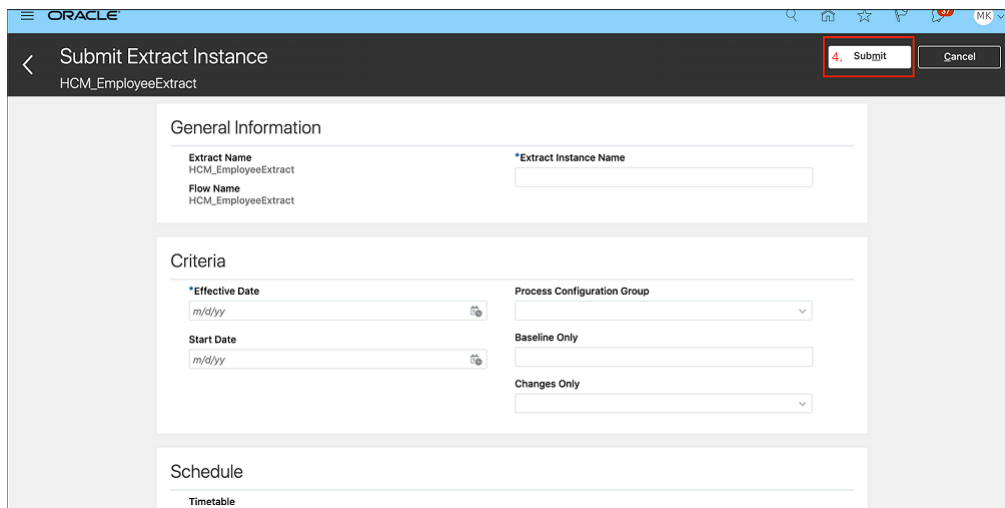 ORACLE
37
MK
Submit Extract Instance
HCM_EmployeeExtract
4. Submit
Cancel
General Information
Extract Name
HCM_EmployeeExtract
*Extract Instance Name
Flow Name
HCM_EmployeeExtract
Criteria
*Effective Date
m/d/yy
Process Configuration Group
Start Date
m/d/yy
Baseline Only
Changes Only
Schedule
Timetable